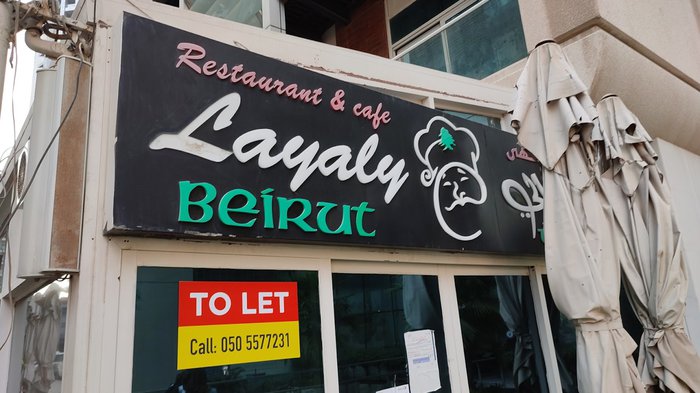 Restaurant & cafe
Layaly
Beirut
TO LET
Call: 050 5577231